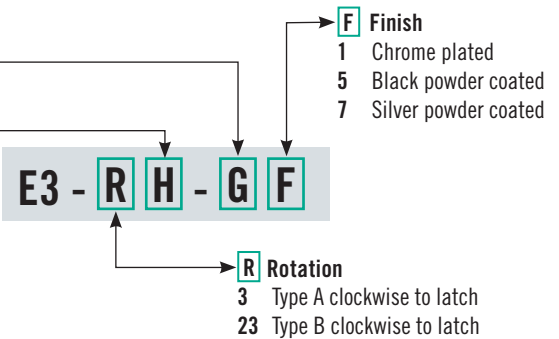 F Finish
1 Chrome plated
5 Black powder coated
7 Silver powder coated
E3 - R H - G F
R Rotation
3 Type A clockwise to latch
23 Type B clockwise to latch